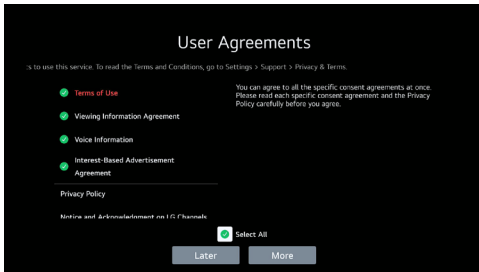 User Agreements
:s to use this service. To read the Terms and Conditions, go to Settings > Support > Privacy & Terms.
Terms of Use
Viewing Information Agreement
Voice Information
Interest-Based Advertisement
Agreement
Privacy Policy
Notice and Acknowledgment on LG Channels
You can agree to all the specific consent agreements at once.
Please read each specific consent agreement and the Privacy
Policy carefully before you agree.
Select All
Later
More